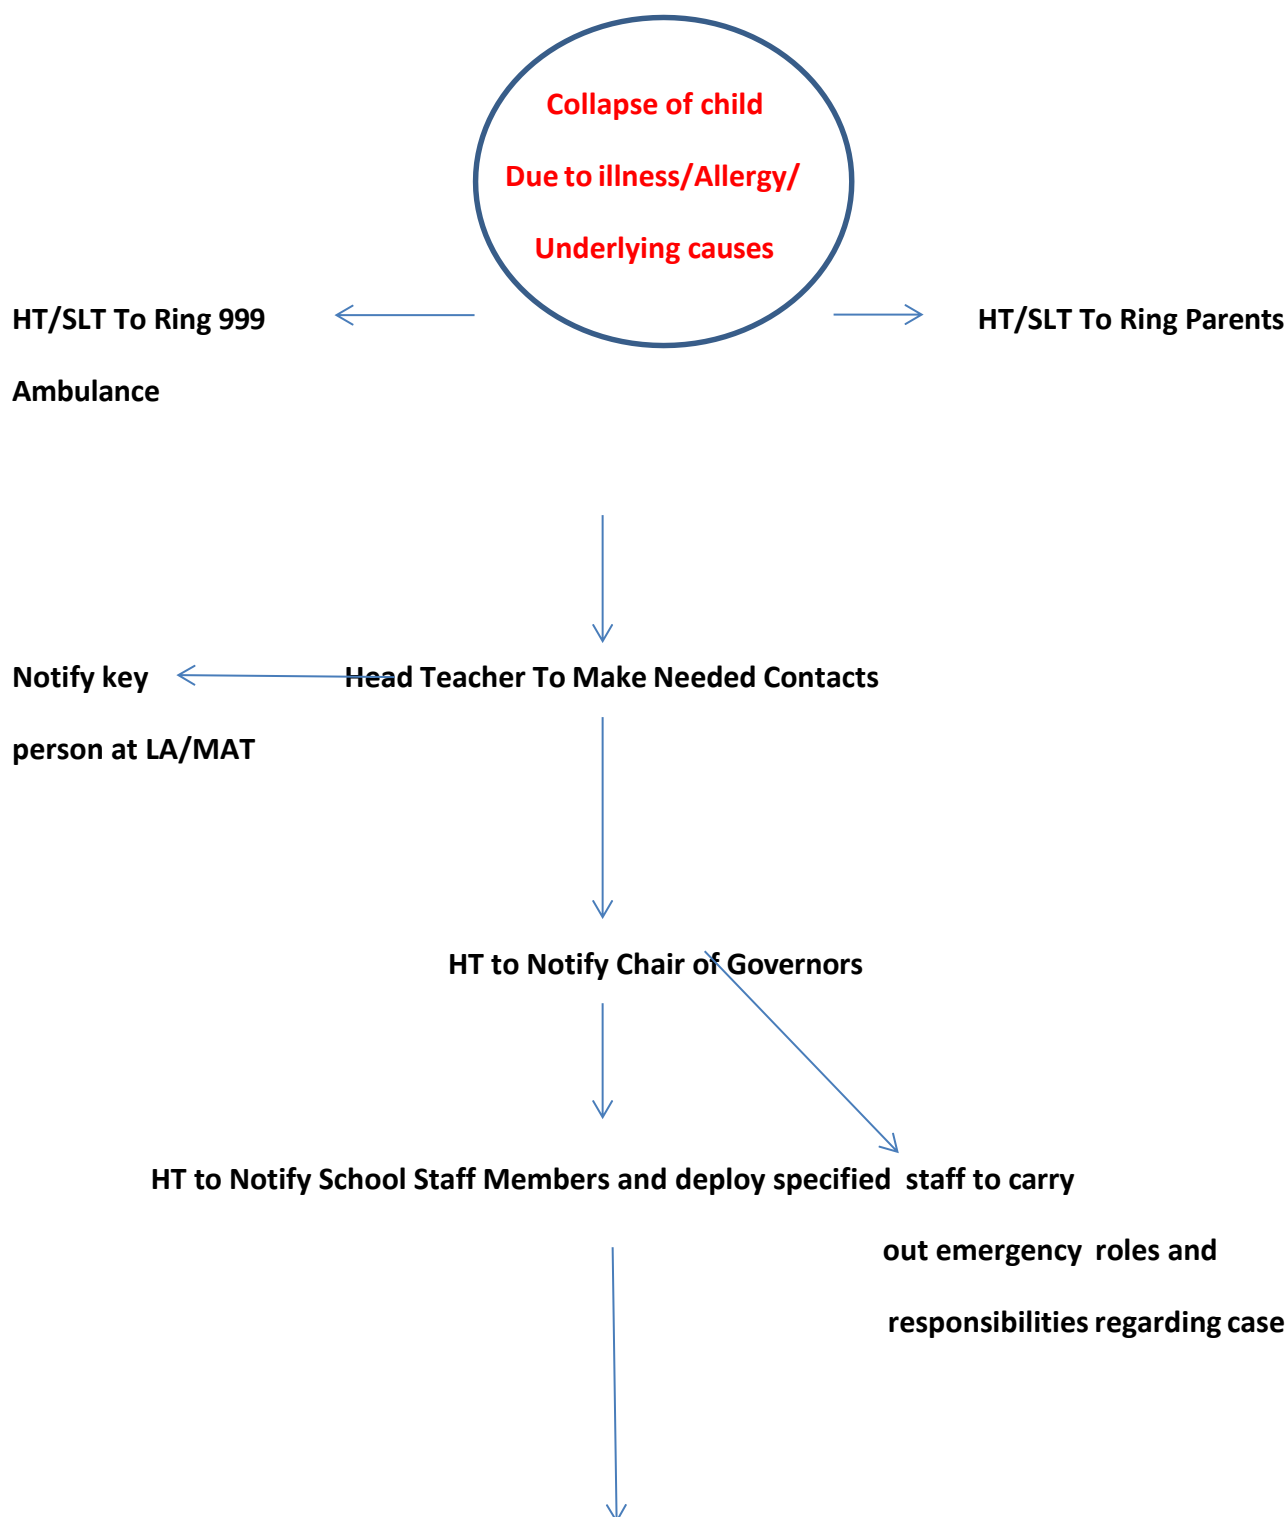 Collapse of child
Due to illness/Allergy/
Underlying causes
HT/SLT To Ring 999
HT/SLT To Ring Parents
Ambulance
Head Teacher To Make Needed Contacts
Notify key
person at LA/MAT
HT to Notify Chair of Governors
HT to Notify School Staff Members and deploy specified staff to carry
out emergency roles and
responsibilities regarding case